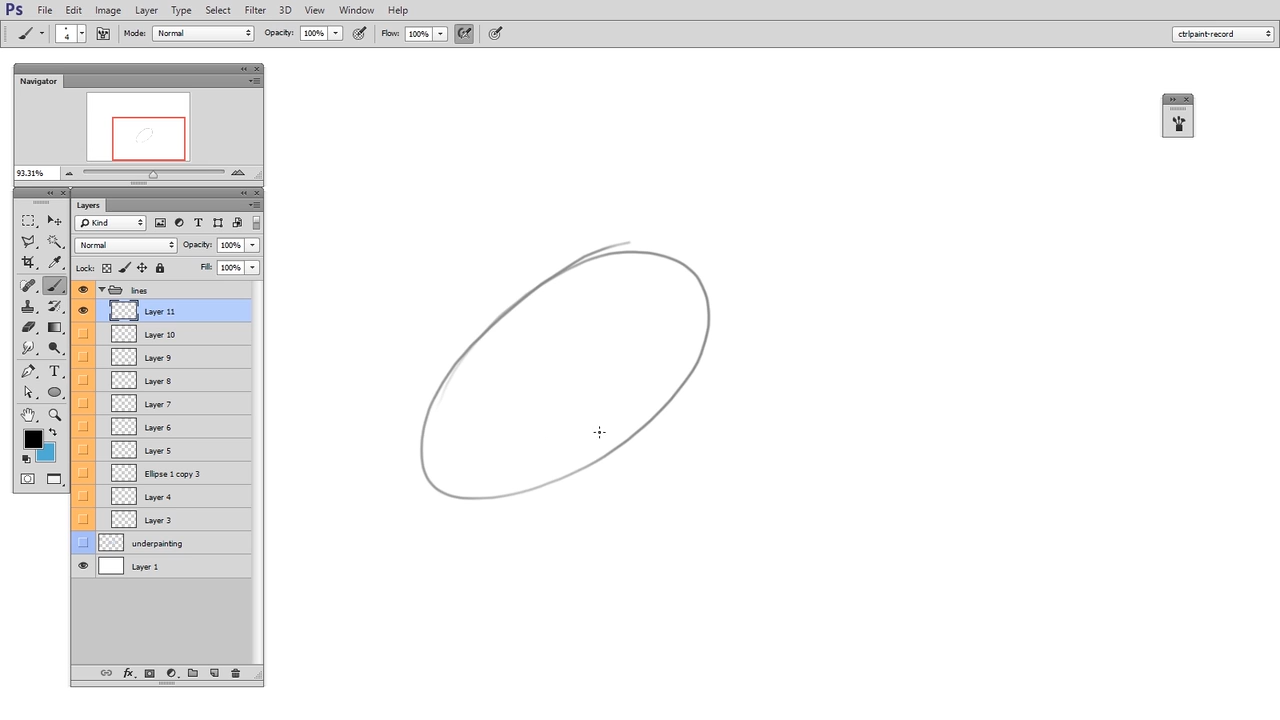 Ps File Edit Image Layer Type Select Filter 3D View Window Help
4 Mode: Normal Opacity: 100% Flow: 100% ctrlpaint-record
Navigator
93.31%
Layers
Kind T
Normal Opacity: 100%
Lock: Fill: 100%
lines
Layer 11
Layer 10
Layer 9
Layer 8
Layer 7
T
Layer 6
Layer 5
Ellipse 1 copy 3
Layer 4
Layer 3
underpainting
Layer 1
fx